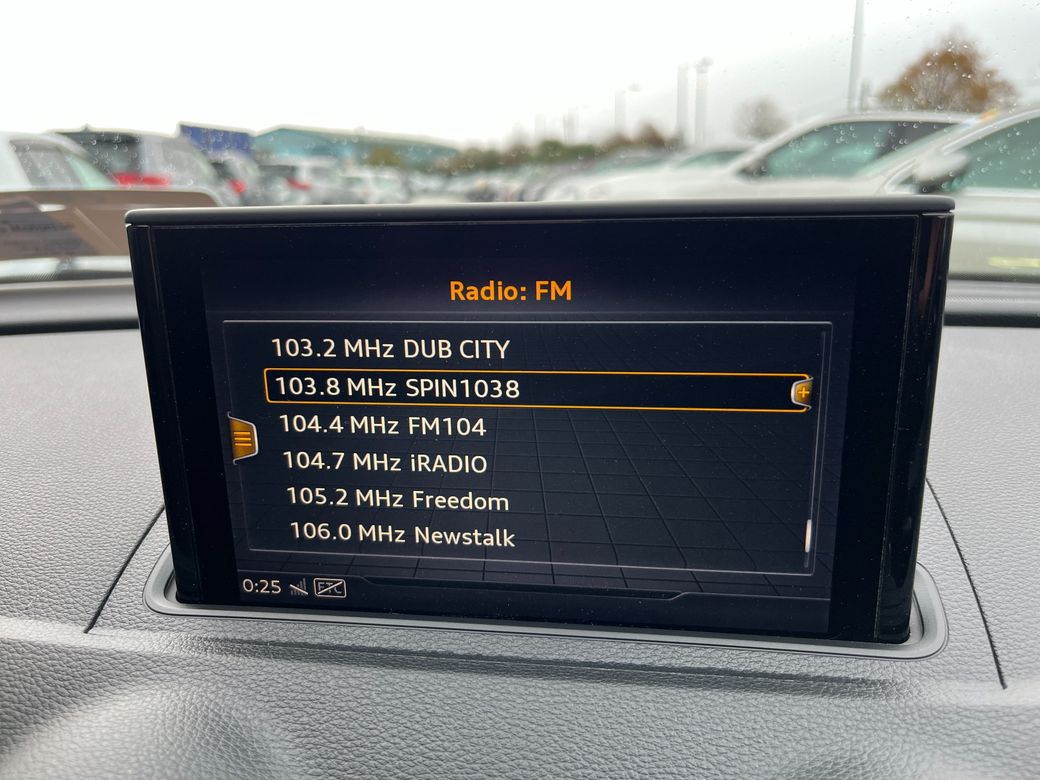 Radio: FM
103.2 MHz DUB CITY
103.8 MHz SPIN1038
104.4 MHz FM104
104.7 MHz iRADIO
105.2 MHz Freedom
106.0 MHz Newstalk
0:25 ETC